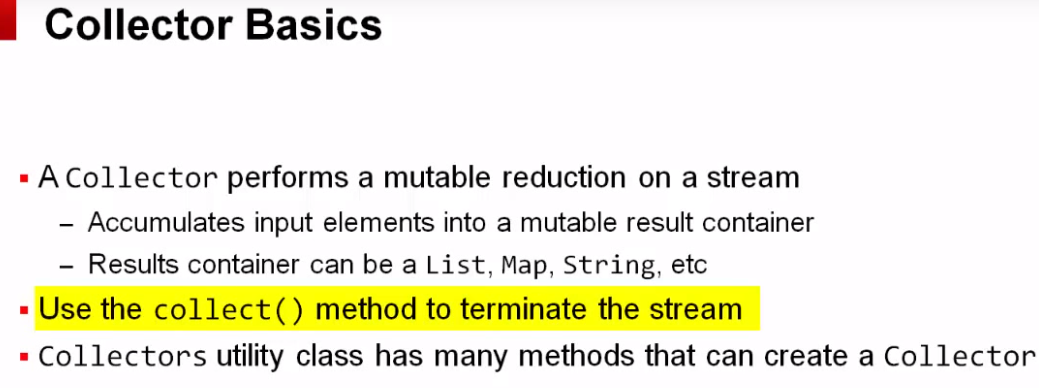 Collector Basics
▪ A Collector performs a mutable reduction on a stream
– Accumulates input elements into a mutable result container
– Results container can be a List, Map, String, etc
▪ Use the collect() method to terminate the stream
▪ Collectors utility class has many methods that can create a Collector